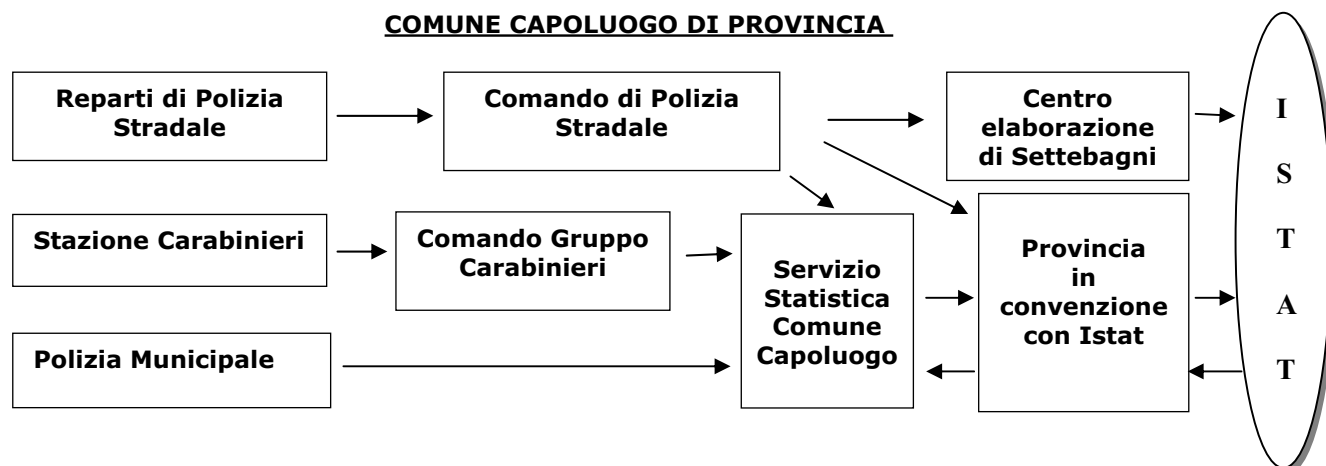 COMUNE CAPOLUOGO DI PROVINCIA
Reparti di Polizia
Stradale
Comando di Polizia
Stradale
Centro
elaborazione
di Settebagni
Stazione Carabinieri
Comando Gruppo
Carabinieri
Servizio
Statistica
Comune
Capoluogo
Provincia
in
convenzione
con Istat
Polizia Municipale
I
S
T
A
T